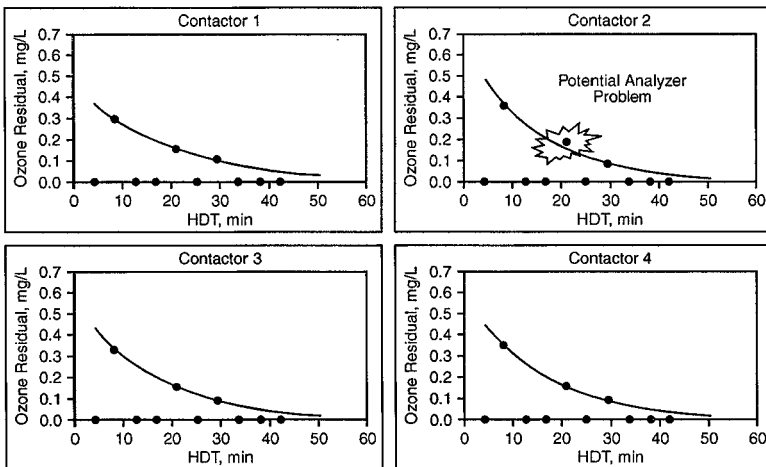 Contactor 1
Ozone Residual, mg/L
0.7
0.6
0.5
0.4
0.3
0.2
0.1
0.0
0 10 20 30 40 50 60
HDT, min
Contactor 2
Ozone Residual, mg/L
0.7
0.6
0.5
0.4
0.3
0.2
0.1
0.0
Potential Analyzer
Problem
0 10 20 30 40 50 60
HDT, min
Contactor 3
Ozone Residual, mg/L
0.7
0.6
0.5
0.4
0.3
0.2
0.1
0.0
0 10 20 30 40 50 60
HDT, min
Contactor 4
Ozone Residual, mg/L
0.7
0.6
0.5
0.4
0.3
0.2
0.1
0.0
0 10 20 30 40 50 60
HDT, min